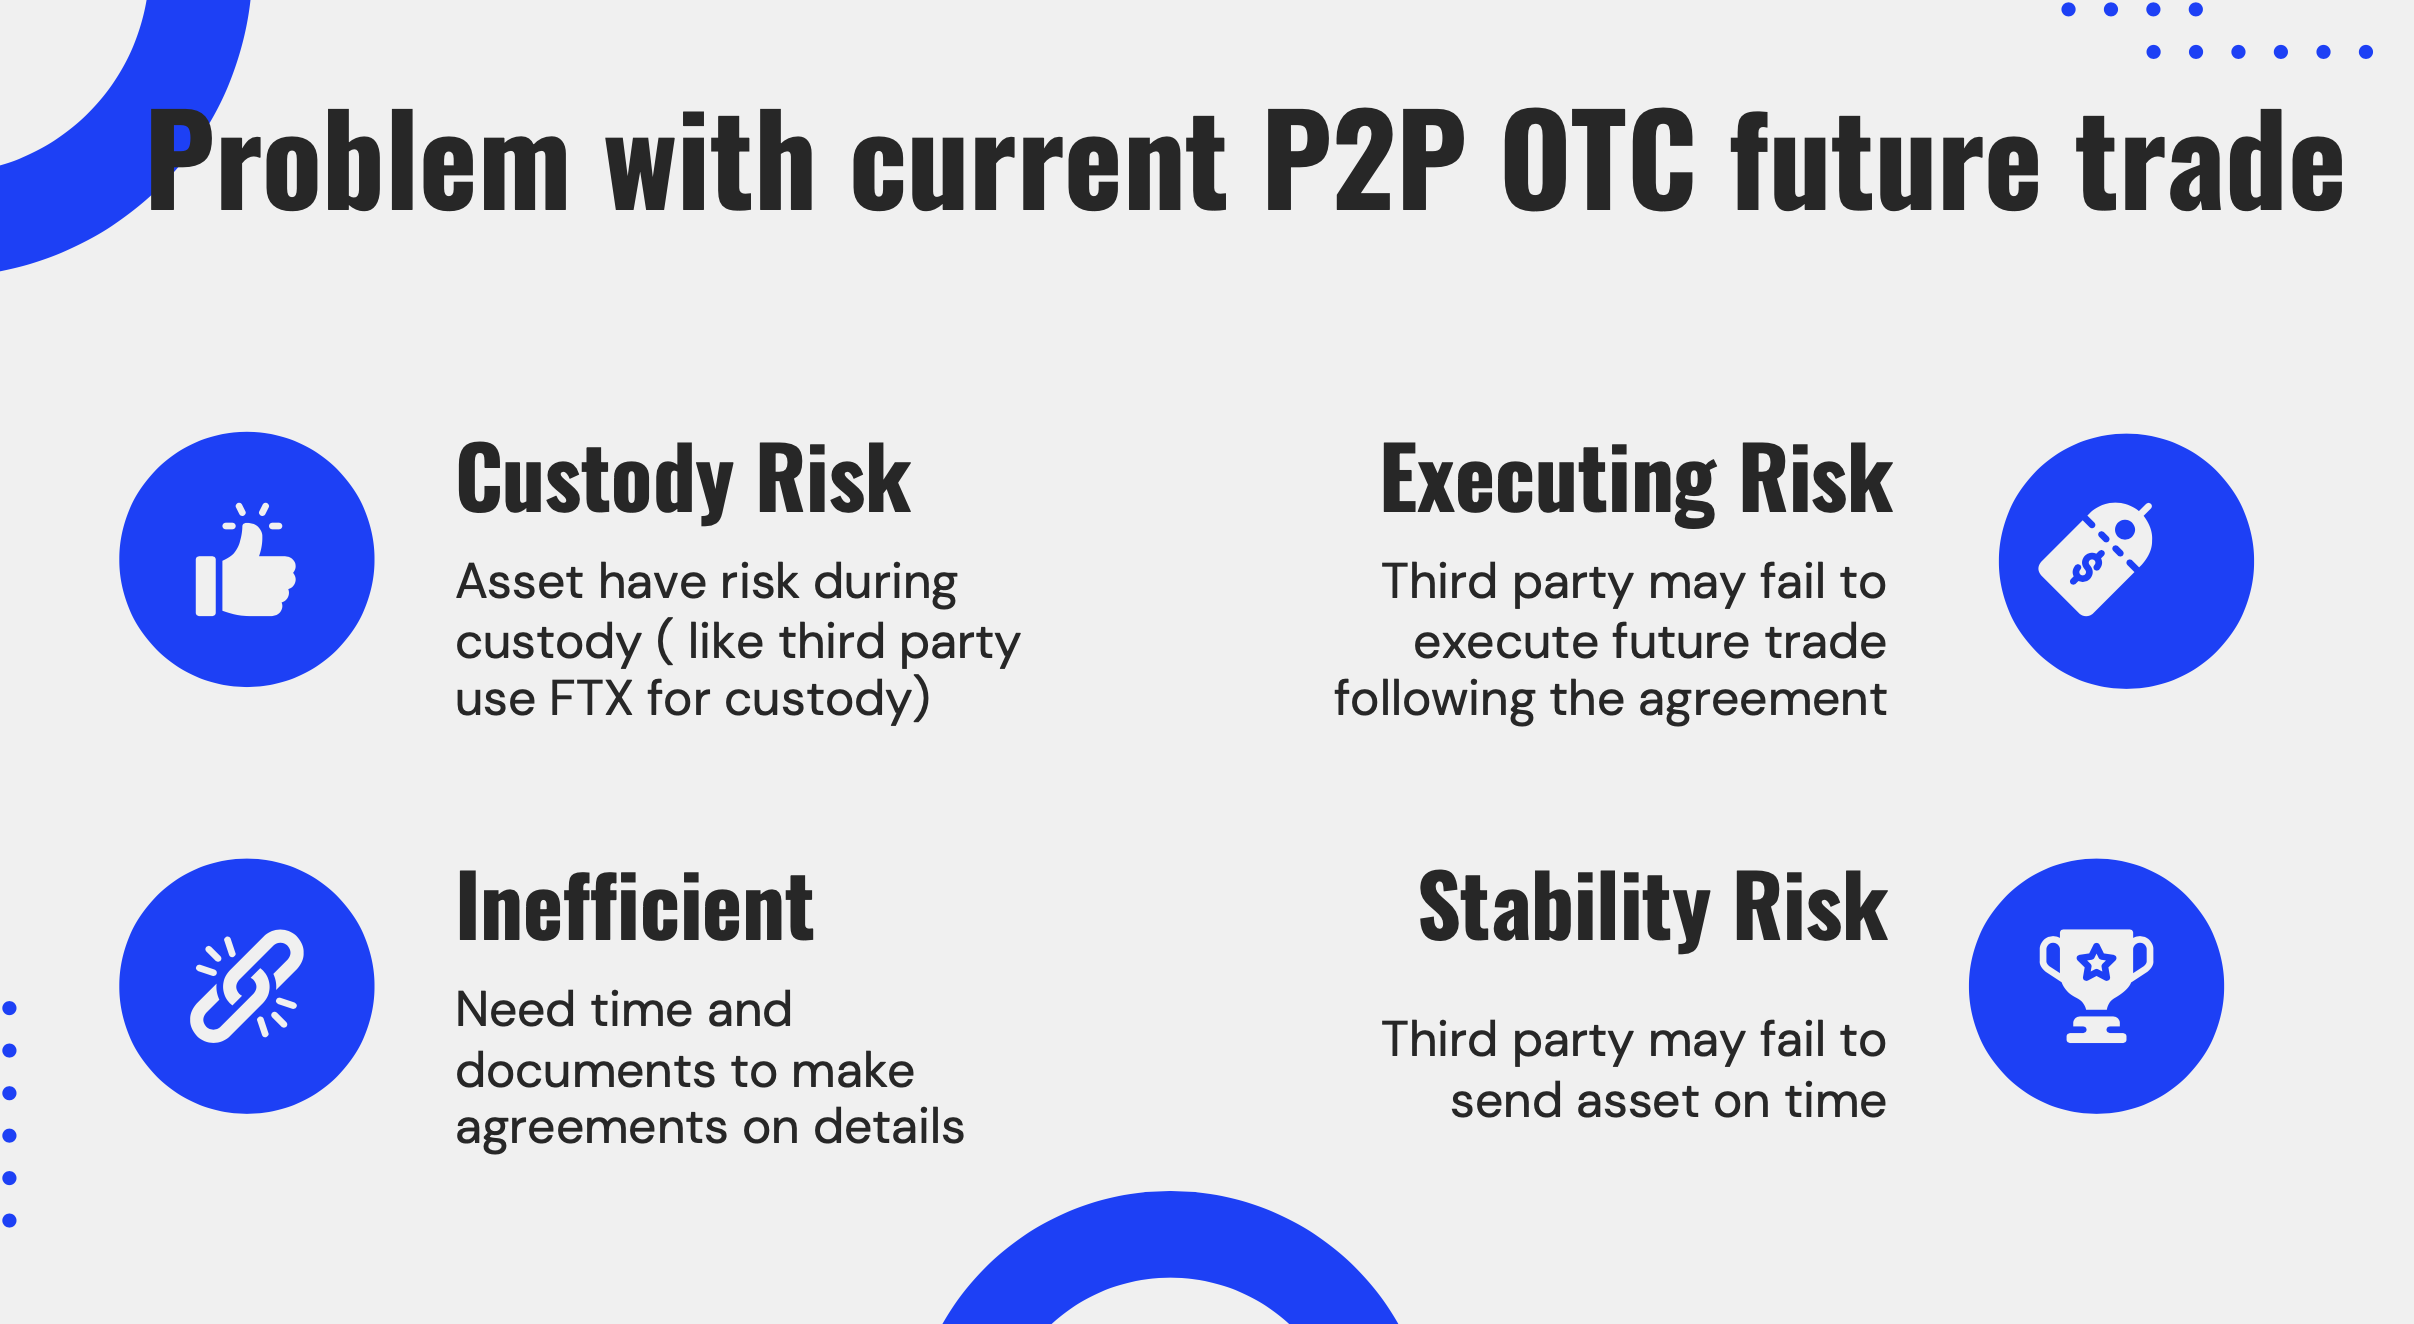 Problem with current P2P OTC future trade
Custody Risk
Asset have risk during
custody ( like third party
use FTX for custody)
Executing Risk
Third party may fail to
execute future trade
following the agreement
Inefficient
Need time and
documents to make
agreements on details
Stability Risk
Third party may fail to
send asset on time